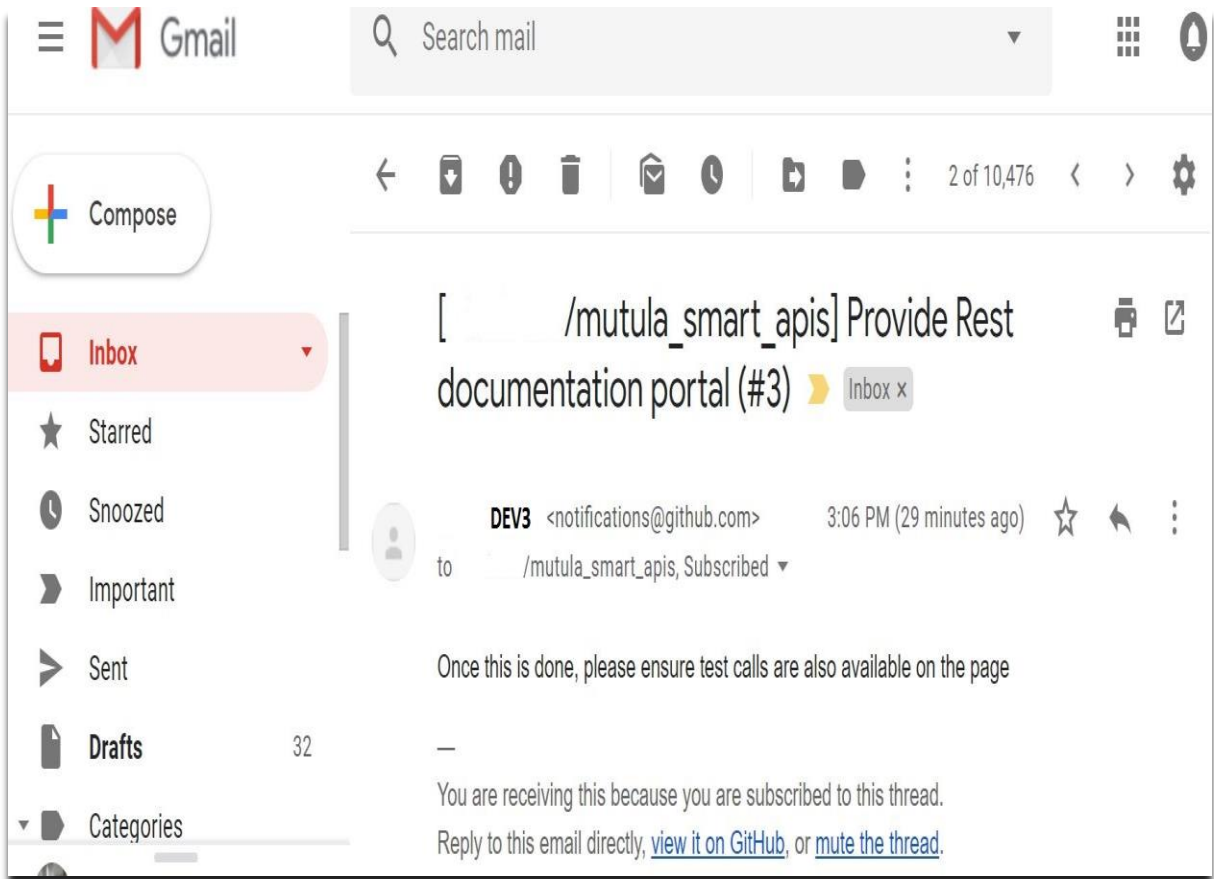 Gmail
Search mail
Compose
2 of 10,476
[ /mutula_smart_apis] Provide Rest
documentation portal (#3) Inbox ×
Inbox
Starred
Snoozed
Important
Sent
Drafts 32
Categories
DEV3 <notifications@github.com> 3:06 PM (29 minutes ago)
to /mutula_smart_apis, Subscribed
Once this is done, please ensure test calls are also available on the page
—
You are receiving this because you are subscribed to this thread.
Reply to this email directly, view it on GitHub, or mute the thread.